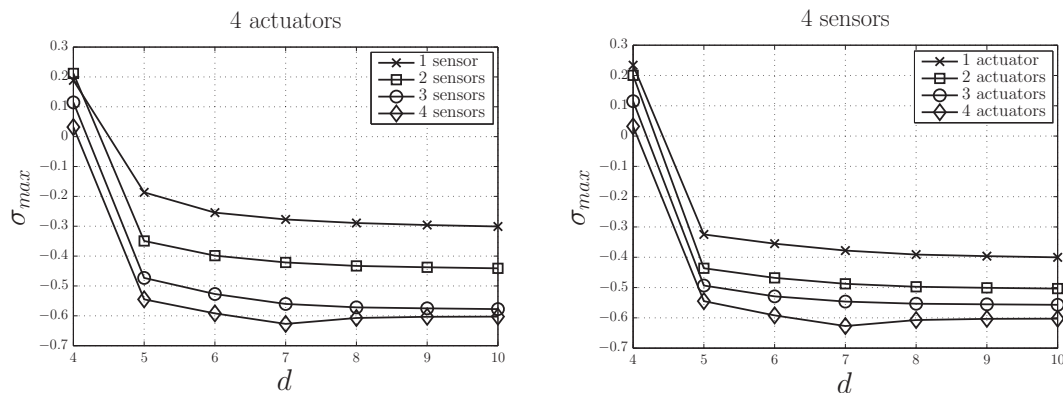 4 actuators
0.3
0.2
0.1
0
−0.1
−0.2
−0.3
−0.4
−0.5
−0.6
−0.7
σmax
1 sensor
2 sensors
3 sensors
4 sensors
4 5 6 7 8 9 10
d
4 sensors
0.3
0.2
0.1
0
−0.1
−0.2
−0.3
−0.4
−0.5
−0.6
−0.7
σmax
1 actuator
2 actuators
3 actuators
4 actuators
4 5 6 7 8 9 10
d